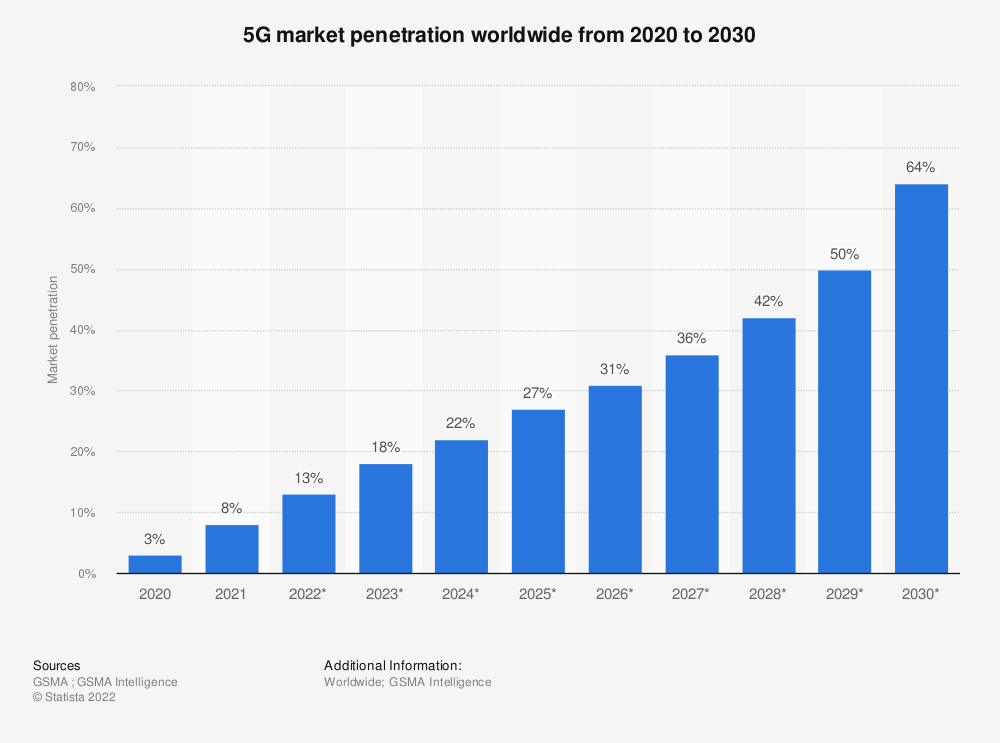 5G market penetration worldwide from 2020 to 2030
80%
70%
60%
50%
40%
30%
20%
10%
0%
Market penetration
3%
8%
13%
18%
22%
27%
31%
36%
42%
50%
64%
2020 2021 2022* 2023* 2024* 2025* 2026* 2027* 2028* 2029* 2030*
Sources
GSMA ; GSMA Intelligence
© Statista 2022
Additional Information:
Worldwide; GSMA Intelligence